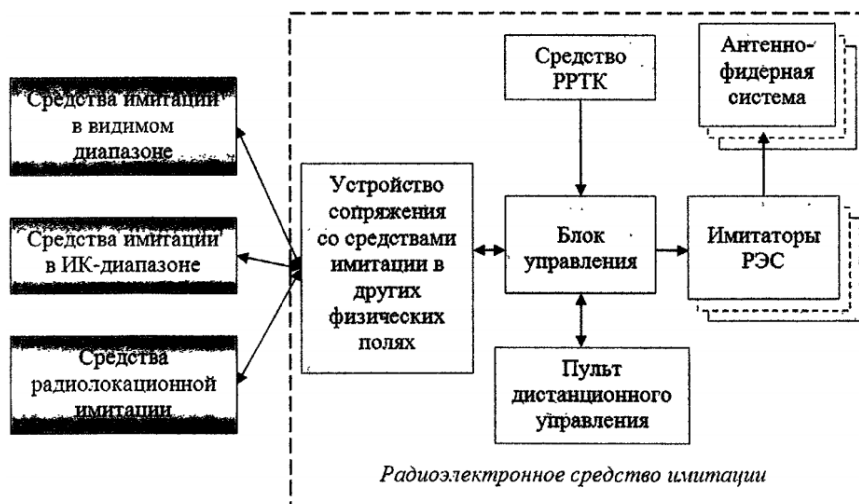 Средства имитации
в видимом
диапазоне
Средства имитации
в ИК-диапазоне
Средства
радиолокационной
имитации
Устройство
сопряжения
со средствами
имитации в
других
физических
полях
Средство
РРТК
Блок
управления
Пульт
дистанционного
управления
Антенно-
фидерная
система
Имитаторы
РЭС
Радиоэлектронное средство имитации